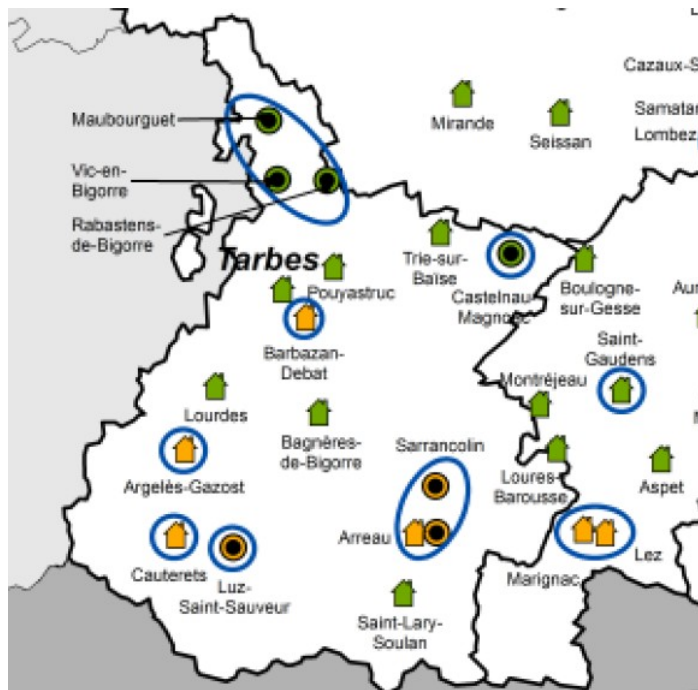 Cazaux-S
Maubourguet
Mirande
Samatan
Seissan
Lombez,
Vic-en-
Bigorre
Rabastens-
de-Bigorre
Tarbes
Trie-sur-
Baïse
Pouyastruc
Castelnau
Magnoac
Boulogne-
sur-Gesse
Aur
Barbazan-
Debat
Saint-
Gaudens
Montréjeau
Lourdes
Bagnères-
de-Bigorre
Sarrancolin
Loures-
Barousse
Aspet
Argelès-Gazost
Arreau
Cauterets
Luz-
Saint-Sauveur
Marignac
Lez
Saint-Lary-
Soulan